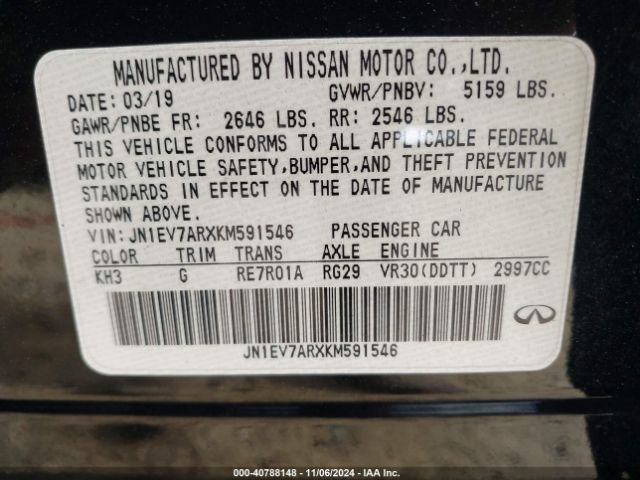 MANUFACTURED BY NISSAN MOTOR CO.,LTD.
DATE: 03/19 GVWR/PNBV: 5159 LBS.
GAWR/PNBE FR: 2646 LBS. RR: 2546 LBS.
THIS VEHICLE CONFORMS TO ALL APPLICABLE FEDERAL
MOTOR VEHICLE SAFETY,BUMPER,AND THEFT PREVENTION
STANDARDS IN EFFECT ON THE DATE OF MANUFACTURE
SHOWN ABOVE.
VIN: JN1EV7ARXKM591546 PASSENGER CAR
COLOR TRIM TRANS AXLE ENGINE
KH3 G RE7R01A RG29 VR30(DDTT) 2997CC
JN1EV7ARXKM591546
000-40788148 - 11/06/2024 - IAAI.COM